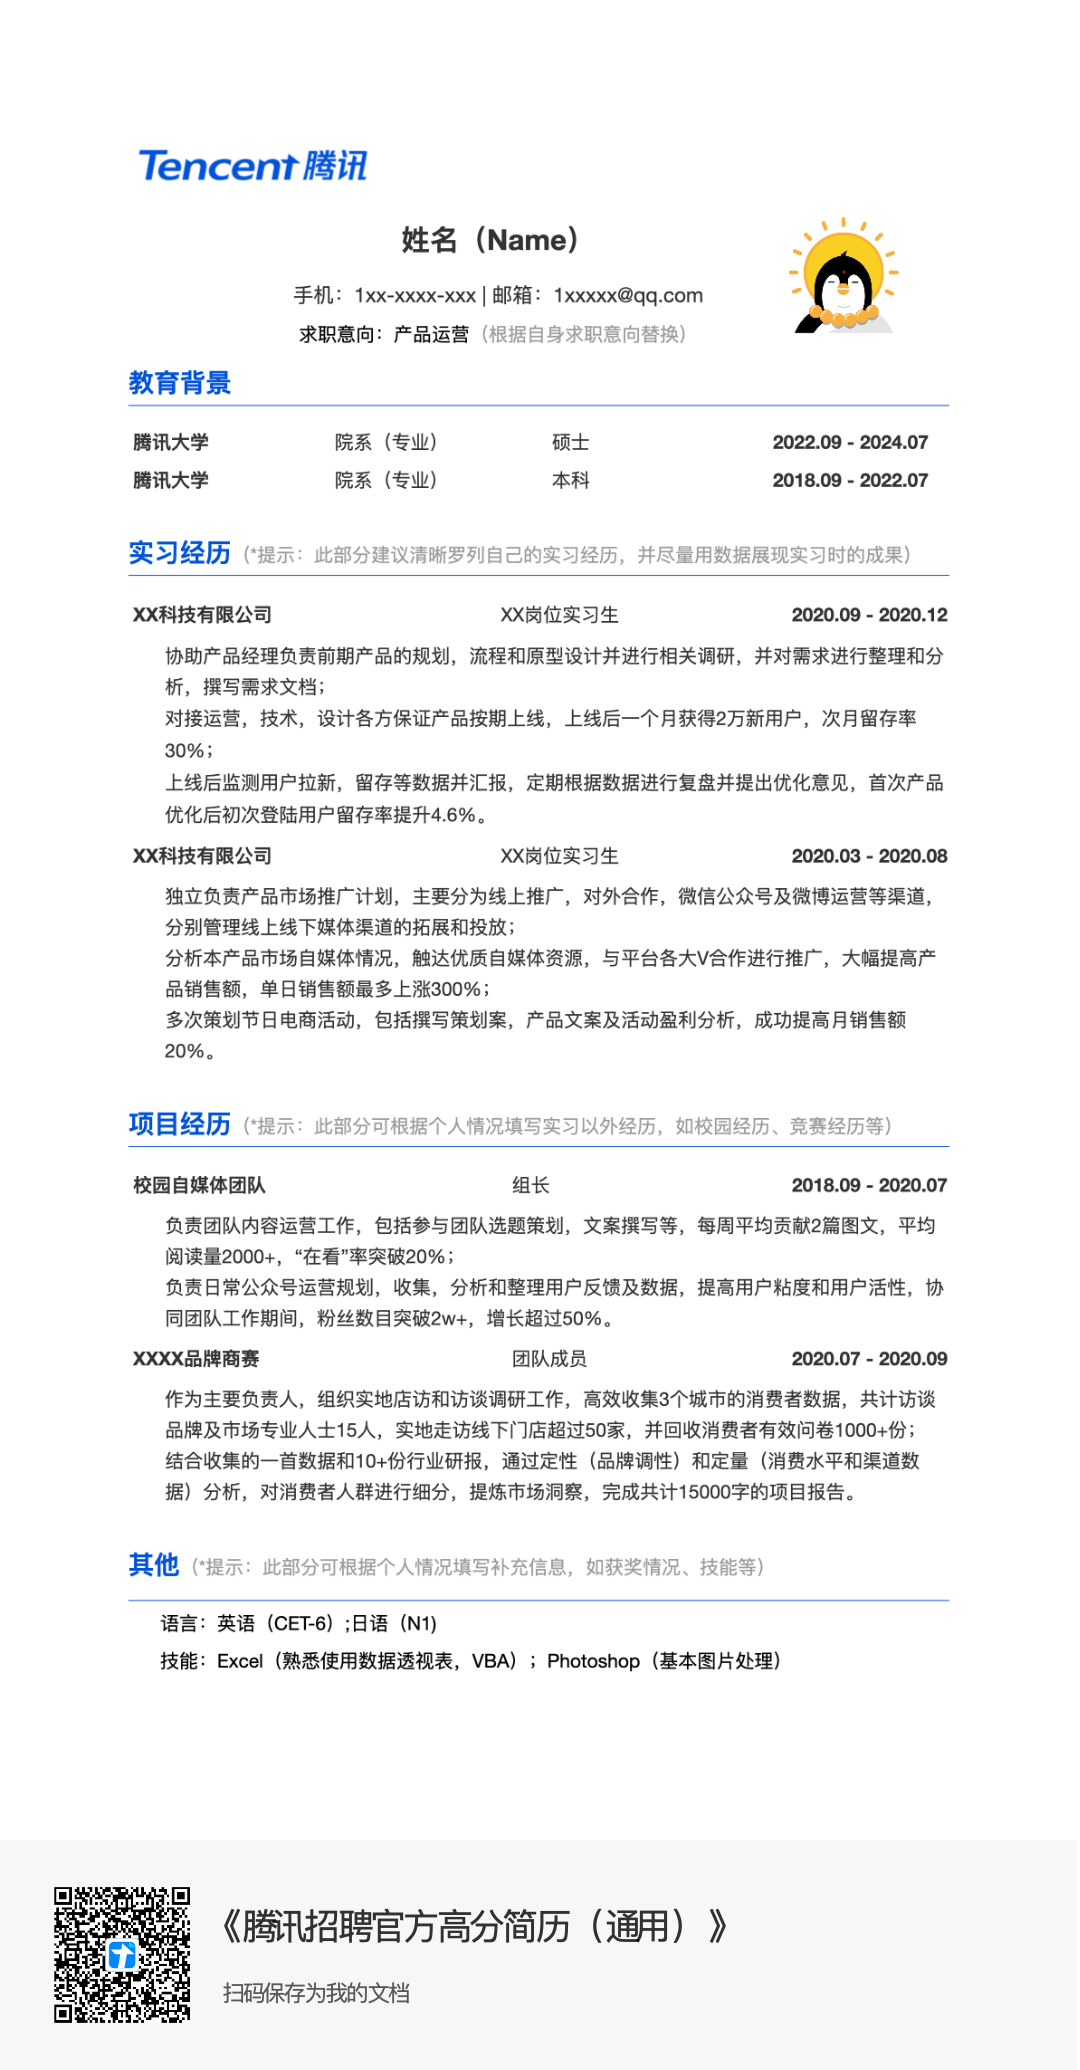 Tencent 腾讯
姓名（Name）
手机：1xx-xxxx-xxx | 邮箱：1xxxxx@qq.com
求职意向：产品运营（根据自身求职意向替换）
教育背景
腾讯大学 院系（专业） 硕士 2022.09 - 2024.07
腾讯大学 院系（专业） 本科 2018.09 - 2022.07
实习经历（*提示：此部分建议清晰罗列自己的实习经历，并尽量用数据展现实习时的成果）
XX科技有限公司 XX岗位实习生 2020.09 - 2020.12
协助产品经理负责前期产品的规划，流程和原型设计并进行相关调研，并对需求进行整理和分
析，撰写需求文档；
对接运营，技术，设计各方保证产品按期上线，上线后一个月获得2万新用户，次月留存率
30%；
上线后监测用户拉新，留存等数据并汇报，定期根据数据进行复盘并提出优化意见，首次产品
优化后初次登陆用户留存率提升4.6%。
XX科技有限公司 XX岗位实习生 2020.03 - 2020.08
独立负责产品市场推广计划，主要分为线上推广，对外合作，微信公众号及微博运营等渠道，
分别管理线上线下媒体渠道的拓展和投放；
分析本产品市场自媒体情况，触达优质自媒体资源，与平台各大V合作进行推广，大幅提高产
品销售额，单日销售额最多上涨300%；
多次策划节日电商活动，包括撰写策划案，产品文案及活动盈利分析，成功提高月销售额
20%。
项目经历（*提示：此部分可根据个人情况填写实习以外经历，如校园经历、竞赛经历等）
校园自媒体团队 组长 2018.09 - 2020.07
负责团队内容运营工作，包括参与团队选题策划，文案撰写等，每周平均贡献2篇图文，平均
阅读量2000+，“在看”率突破20%；
负责日常公众号运营规划，收集，分析和整理用户反馈及数据，提高用户粘度和用户活性，协
同团队工作期间，粉丝数目突破2w+，增长超过50%。
XXXX品牌商赛 团队成员 2020.07 - 2020.09
作为主要负责人，组织实地店访和访谈调研工作，高效收集3个城市的消费者数据，共计访谈
品牌及市场专业人士15人，实地走访线下门店超过50家，并回收消费者有效问卷1000+份；
结合收集的一首数据和10+份行业研报，通过定性（品牌调性）和定量（消费水平和渠道数
据）分析，对消费者人群进行细分，提炼市场洞察，完成共计15000字的项目报告。
其他（*提示：此部分可根据个人情况填写补充信息，如获奖情况、技能等）
语言：英语（CET-6）;日语（N1)
技能：Excel（熟悉使用数据透视表，VBA）；Photoshop（基本图片处理）
《腾讯招聘官方高分简历（通用）》
扫码保存为我的文档